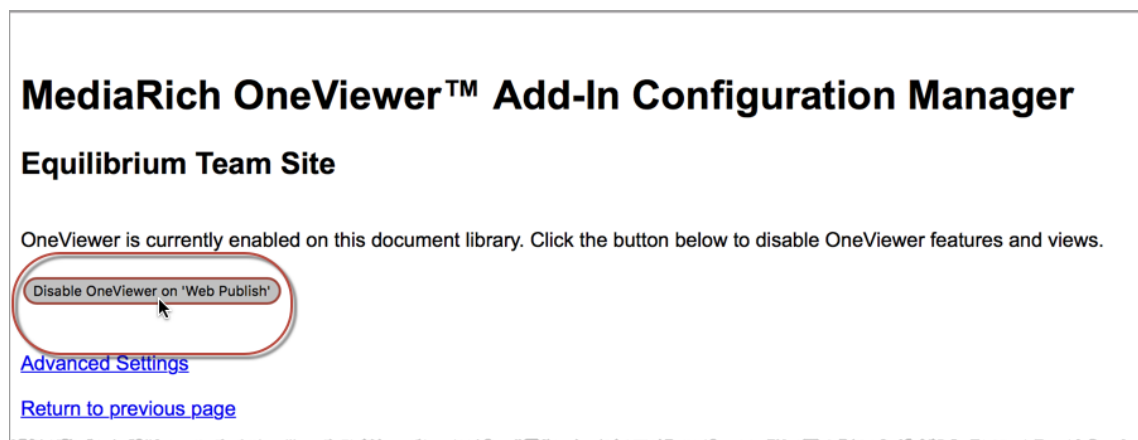 MediaRich OneViewer™ Add-In Configuration Manager
Equilibrium Team Site
OneViewer is currently enabled on this document library. Click the button below to disable OneViewer features and views.
Disable OneViewer on 'Web Publish'
Advanced Settings
Return to previous page